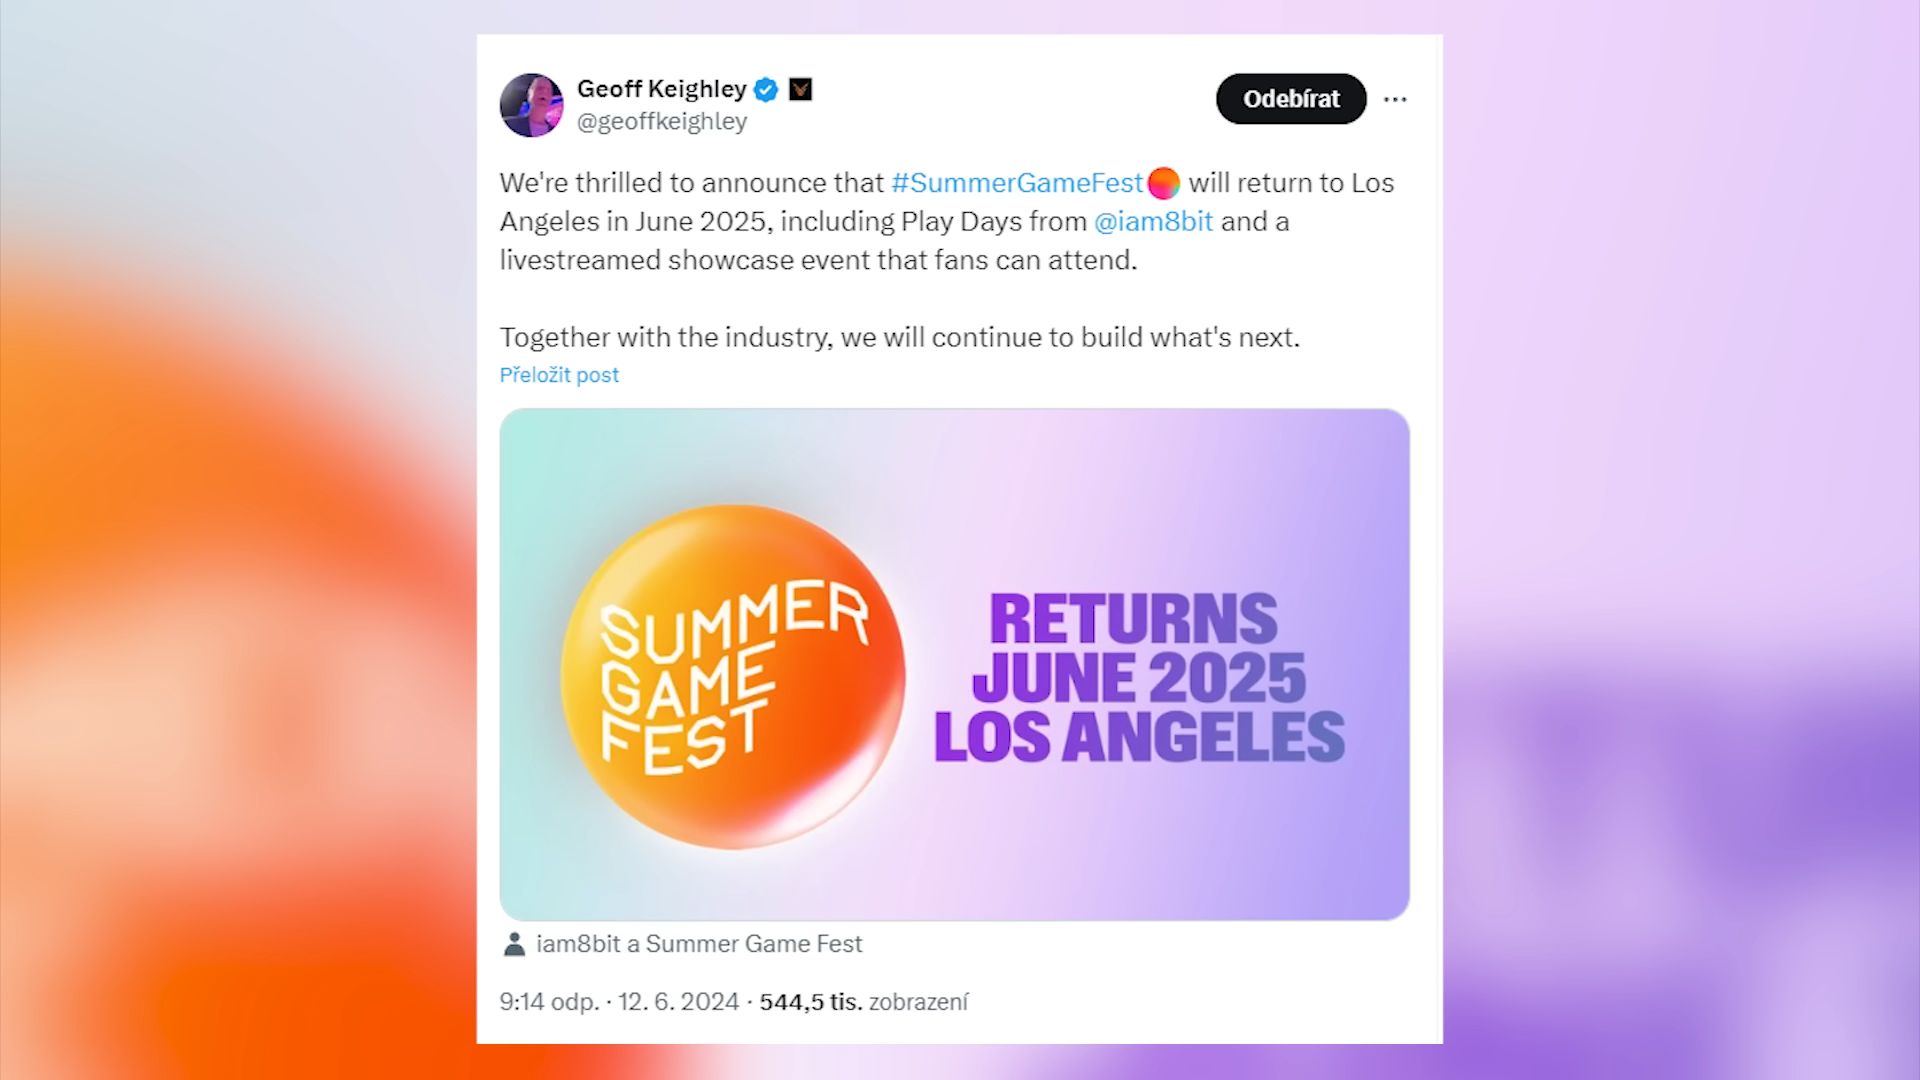 Geoff Keighley
@geoffkeighley
Odebírat
We're thrilled to announce that #SummerGameFest will return to Los
Angeles in June 2025, including Play Days from @iam8bit and a
livestreamed showcase event that fans can attend.
Together with the industry, we will continue to build what's next.
Přeložit post
SUMMER
GAME
FEST
RETURNS
JUNE 2025
LOS ANGELES
iam8bit a Summer Game Fest
9:14 odp. · 12. 6. 2024 · 544,5 tis. zobrazení